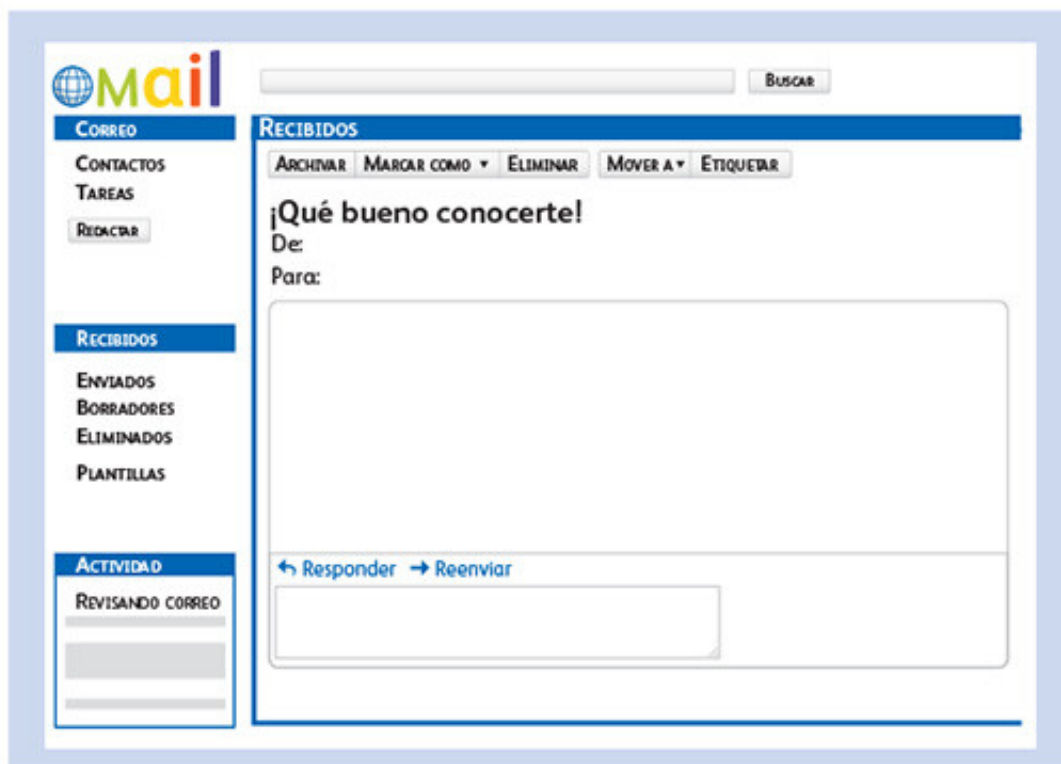 Mail
Buscar
Correo
Contactos
Tareas
Redactar
Recibidos
Enviados
Borradores
Eliminados
Plantillas
Actividad
Revisando correo
Recibidos
Archivar Marcar como ▾ Eliminar Mover a ▾ Etiquetar
¡Qué bueno conocerte!
De:
Para:
Responder → Reenviar